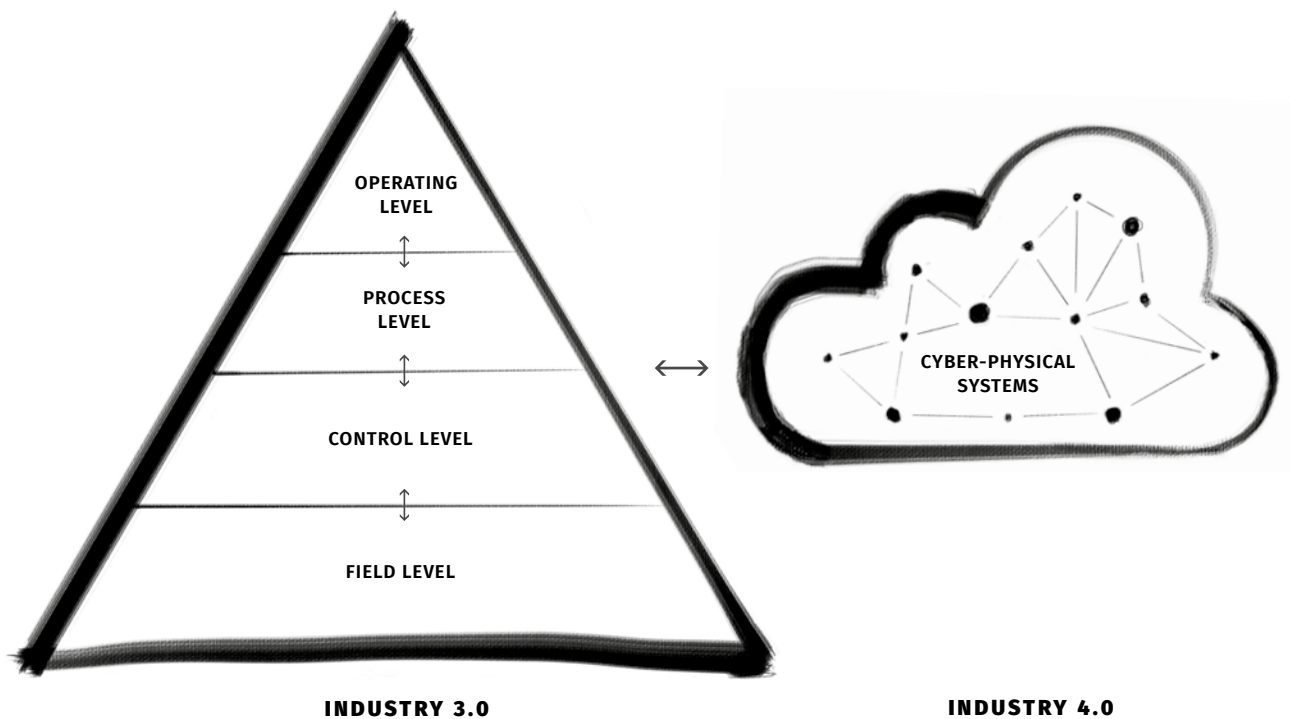 OPERATING
LEVEL
PROCESS
LEVEL
CONTROL LEVEL
FIELD LEVEL
INDUSTRY 3.0
CYBER-PHYSICAL
SYSTEMS
INDUSTRY 4.0